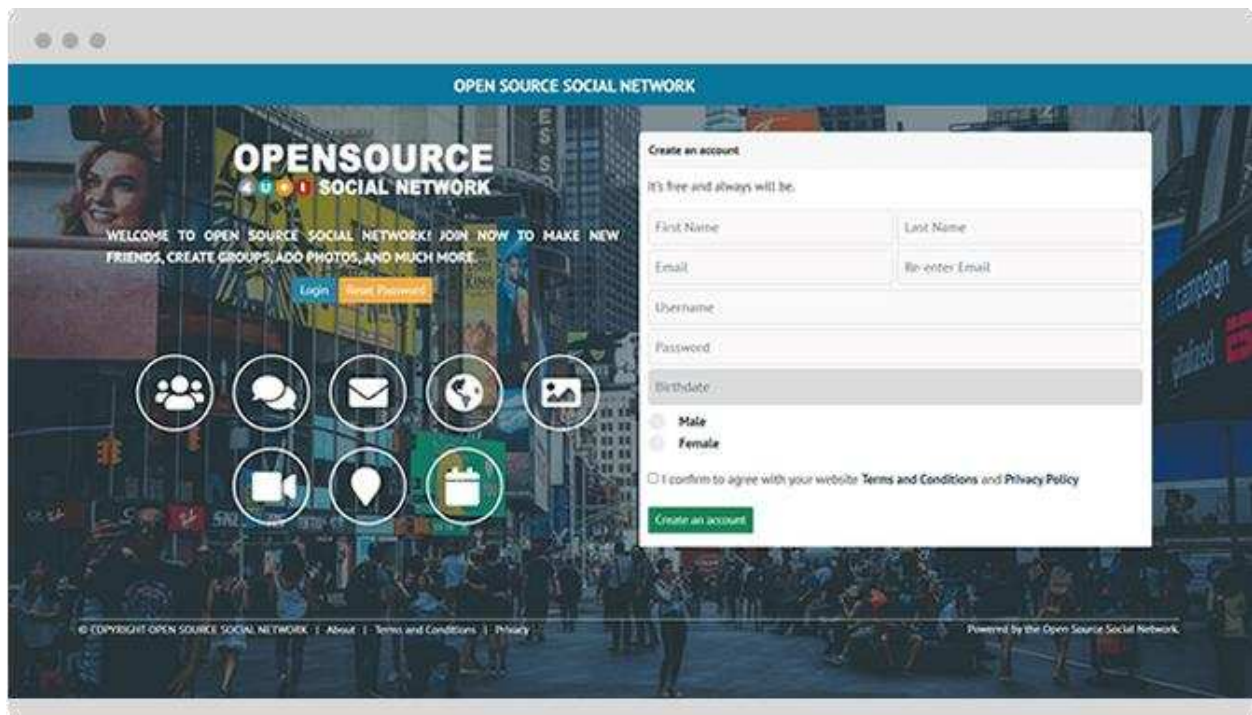 OPEN SOURCE SOCIAL NETWORK
OPENSOURCE
SOCIAL NETWORK
WELCOME TO OPEN SOURCE SOCIAL NETWORK! JOIN NOW TO MAKE NEW
FRIENDS, CREATE GROUPS, ADD PHOTOS, AND MUCH MORE.
Login Reset Password
Create an account
It's free and always will be.
First Name Last Name
Email Re-enter Email
Username
Password
Birthdate
Male
Female
I confirm to agree with your website Terms and Conditions and Privacy Policy
Create an account
campaign
© COPYRIGHT OPEN SOURCE SOCIAL NETWORK | About | Terms and Conditions | Privacy
Powered by the Open Source Social Network.